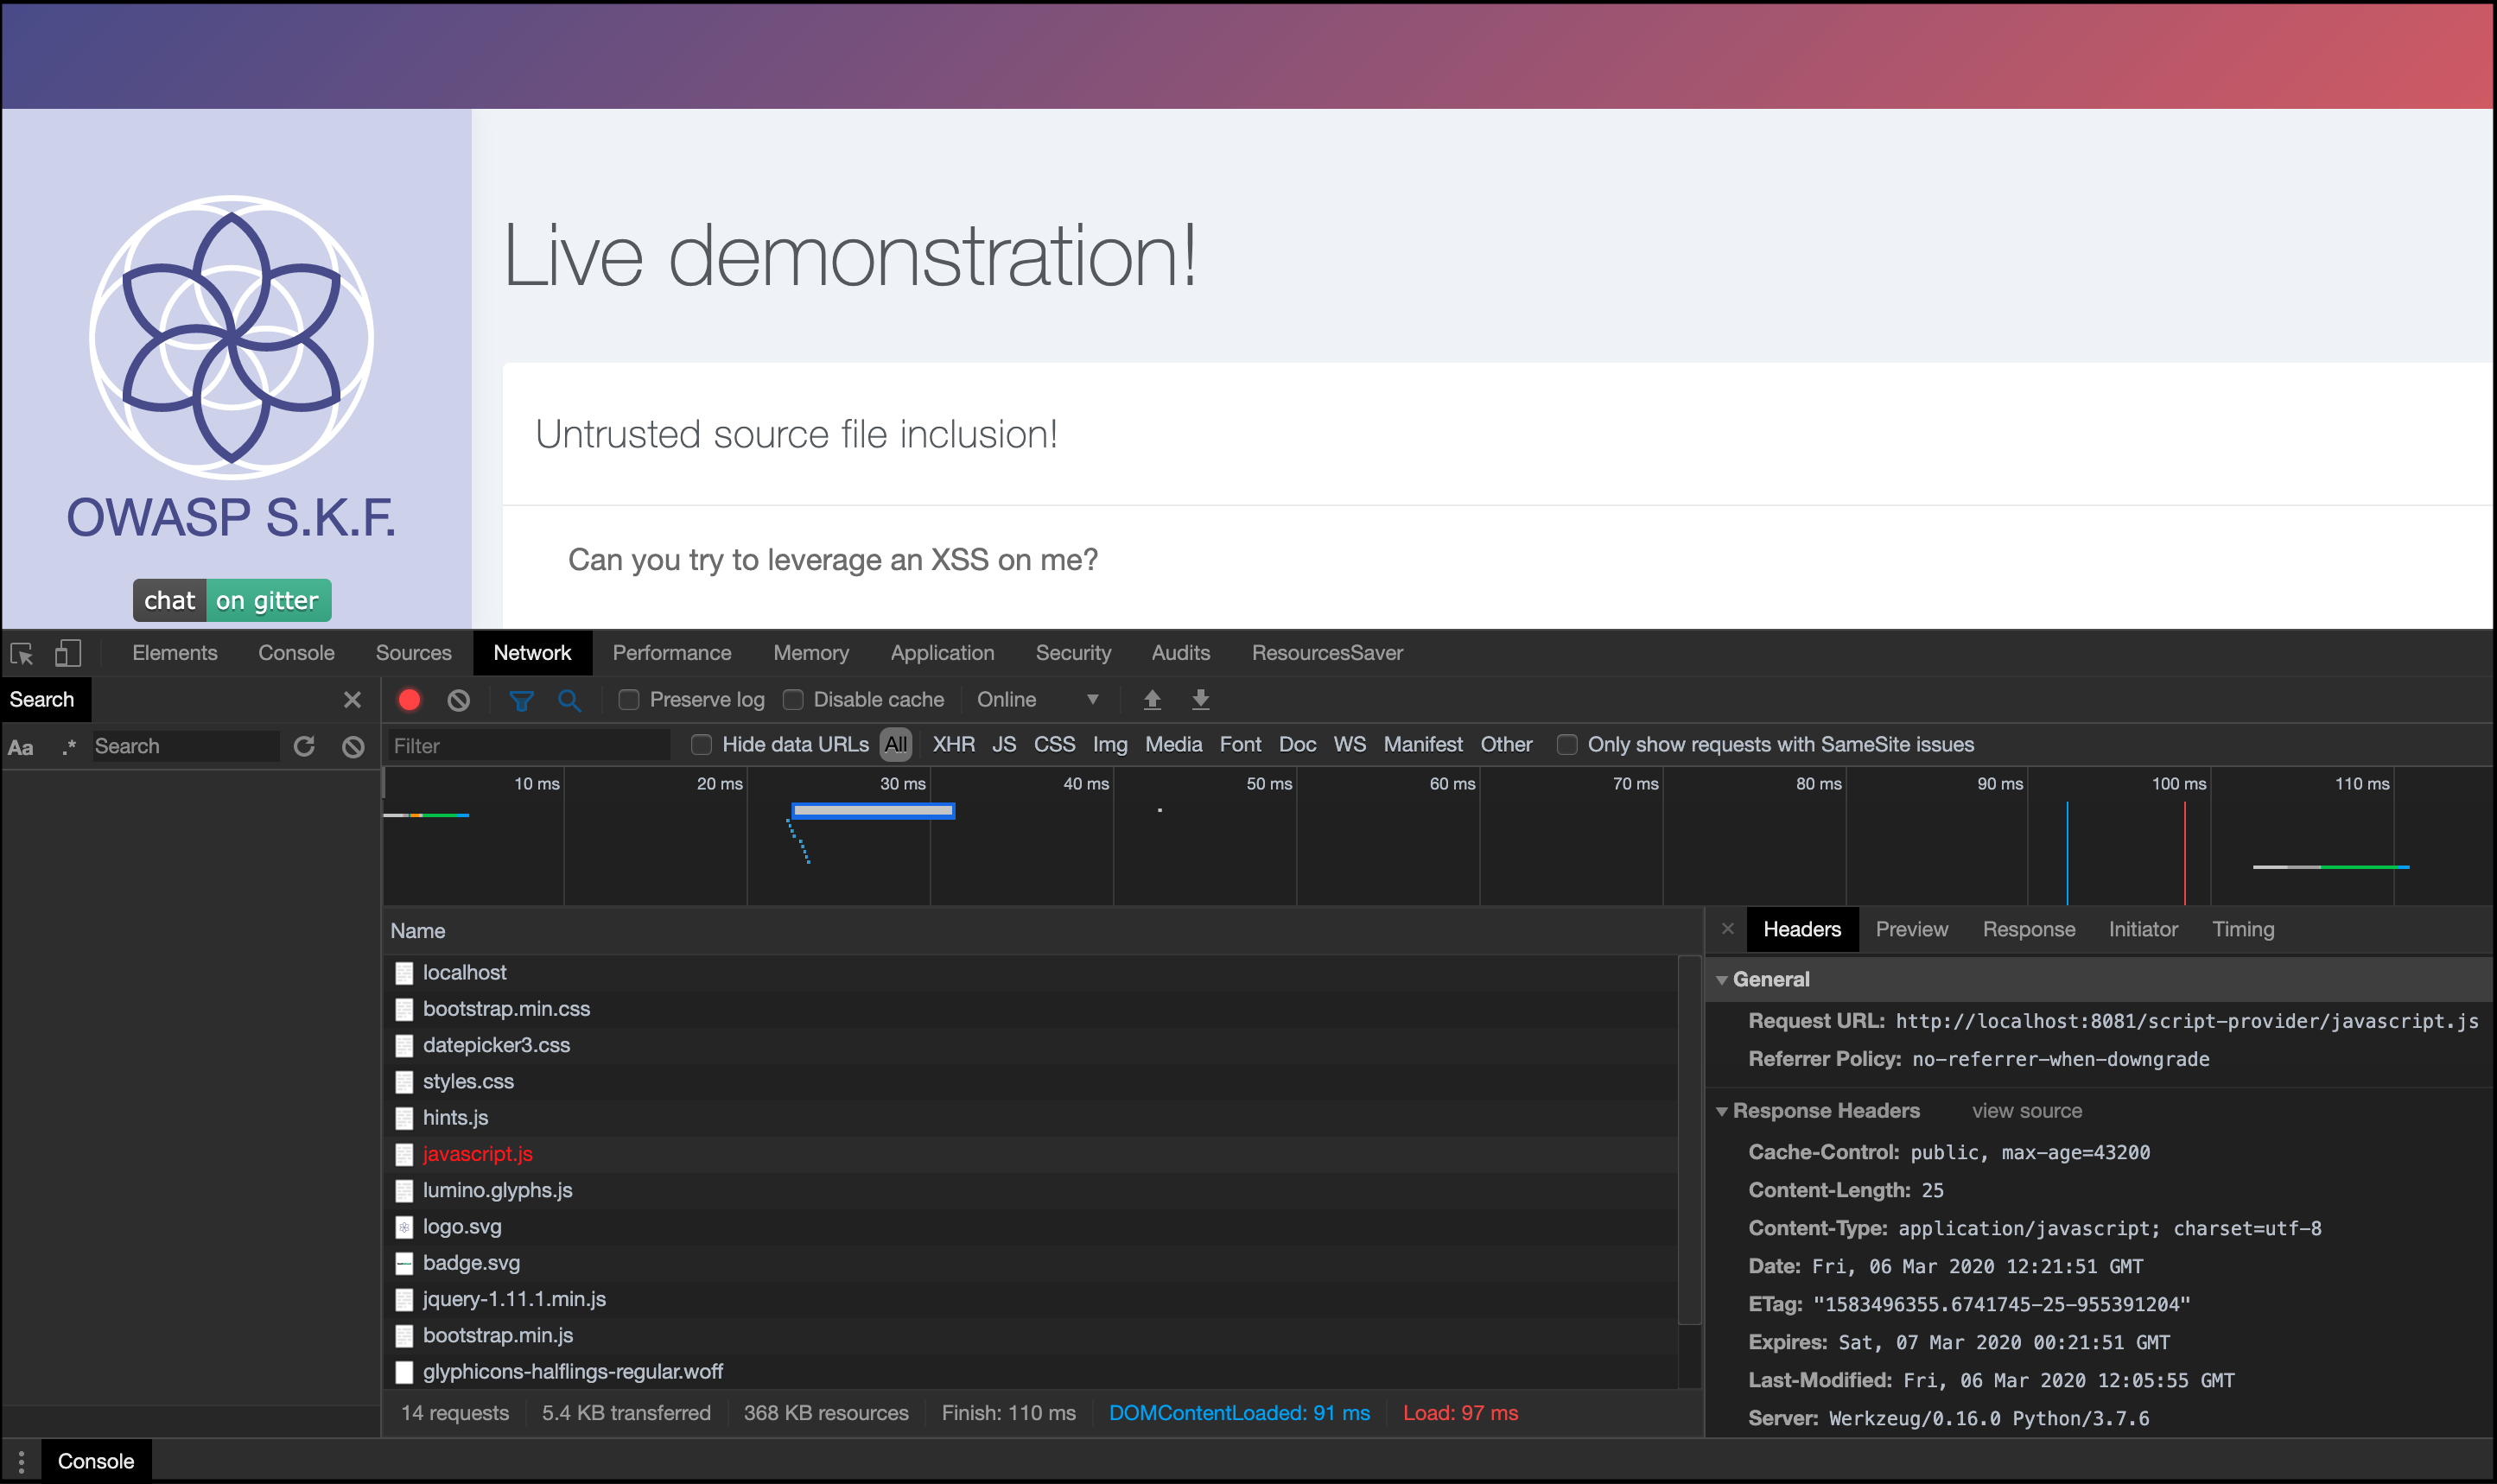 Live demonstration!
Untrusted source file inclusion!
OWASP S.K.F.
Can you try to leverage an XSS on me?
chat on gitter
Elements Console Sources Network Performance Memory Application Security Audits ResourcesSaver
Search
Preserve log Disable cache Online
Aa .* Search
Filter Hide data URLs All XHR JS CSS Img Media Font Doc WS Manifest Other Only show requests with SameSite issues
10 ms 20 ms 30 ms 40 ms 50 ms 60 ms 70 ms 80 ms 90 ms 100 ms 110 ms
Name
localhost
bootstrap.min.css
datepicker3.css
styles.css
hints.js
javascript.js
lumino.glyphs.js
logo.svg
badge.svg
jquery-1.11.1.min.js
bootstrap.min.js
glyphicons-halflings-regular.woff
14 requests 5.4 KB transferred 368 KB resources Finish: 110 ms DOMContentLoaded: 91 ms Load: 97 ms
Headers Preview Response Initiator Timing
General
Request URL: http://localhost:8081/script-provider/javascript.js
Referrer Policy: no-referrer-when-downgrade
Response Headers view source
Cache-Control: public, max-age=43200
Content-Length: 25
Content-Type: application/javascript; charset=utf-8
Date: Fri, 06 Mar 2020 12:21:51 GMT
ETag: "1583496355.6741745-25-955391204"
Expires: Sat, 07 Mar 2020 00:21:51 GMT
Last-Modified: Fri, 06 Mar 2020 12:05:55 GMT
Server: Werkzeug/0.16.0 Python/3.7.6
Console